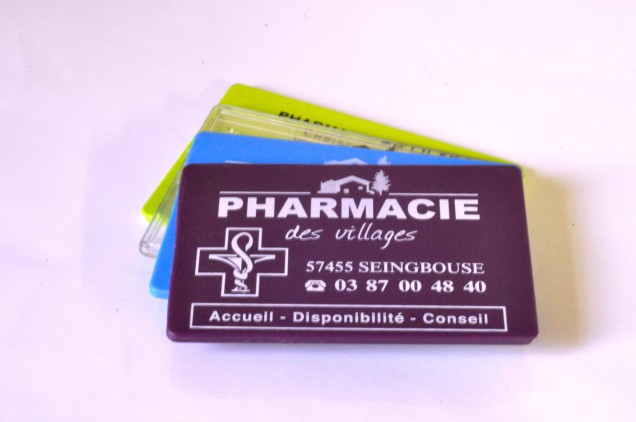 PHARMACIE
des villages
57455 SEINGBOUSE
☎ 03 87 00 48 40
Accueil - Disponibilité - Conseil